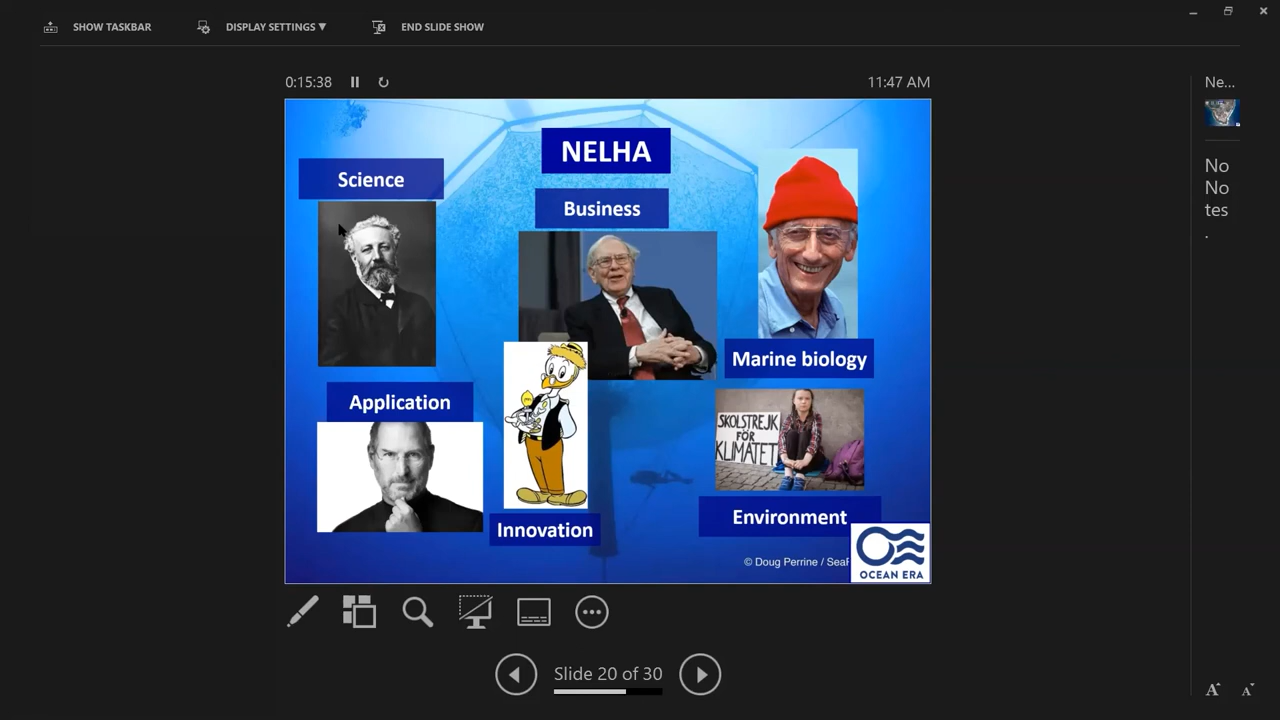 SHOW TASKBAR
DISPLAY SETTINGS ▼
END SLIDE SHOW
0:15:38
11:47 AM
Ne...
NELHA
Science
Business
Marine biology
Application
SKOLSTREJK
FÖR
KLIMATET
Innovation
Environment
© Doug Perrine / Sea
OCEAN ERA
No
No
tes
.
Slide 20 of 30
A
A